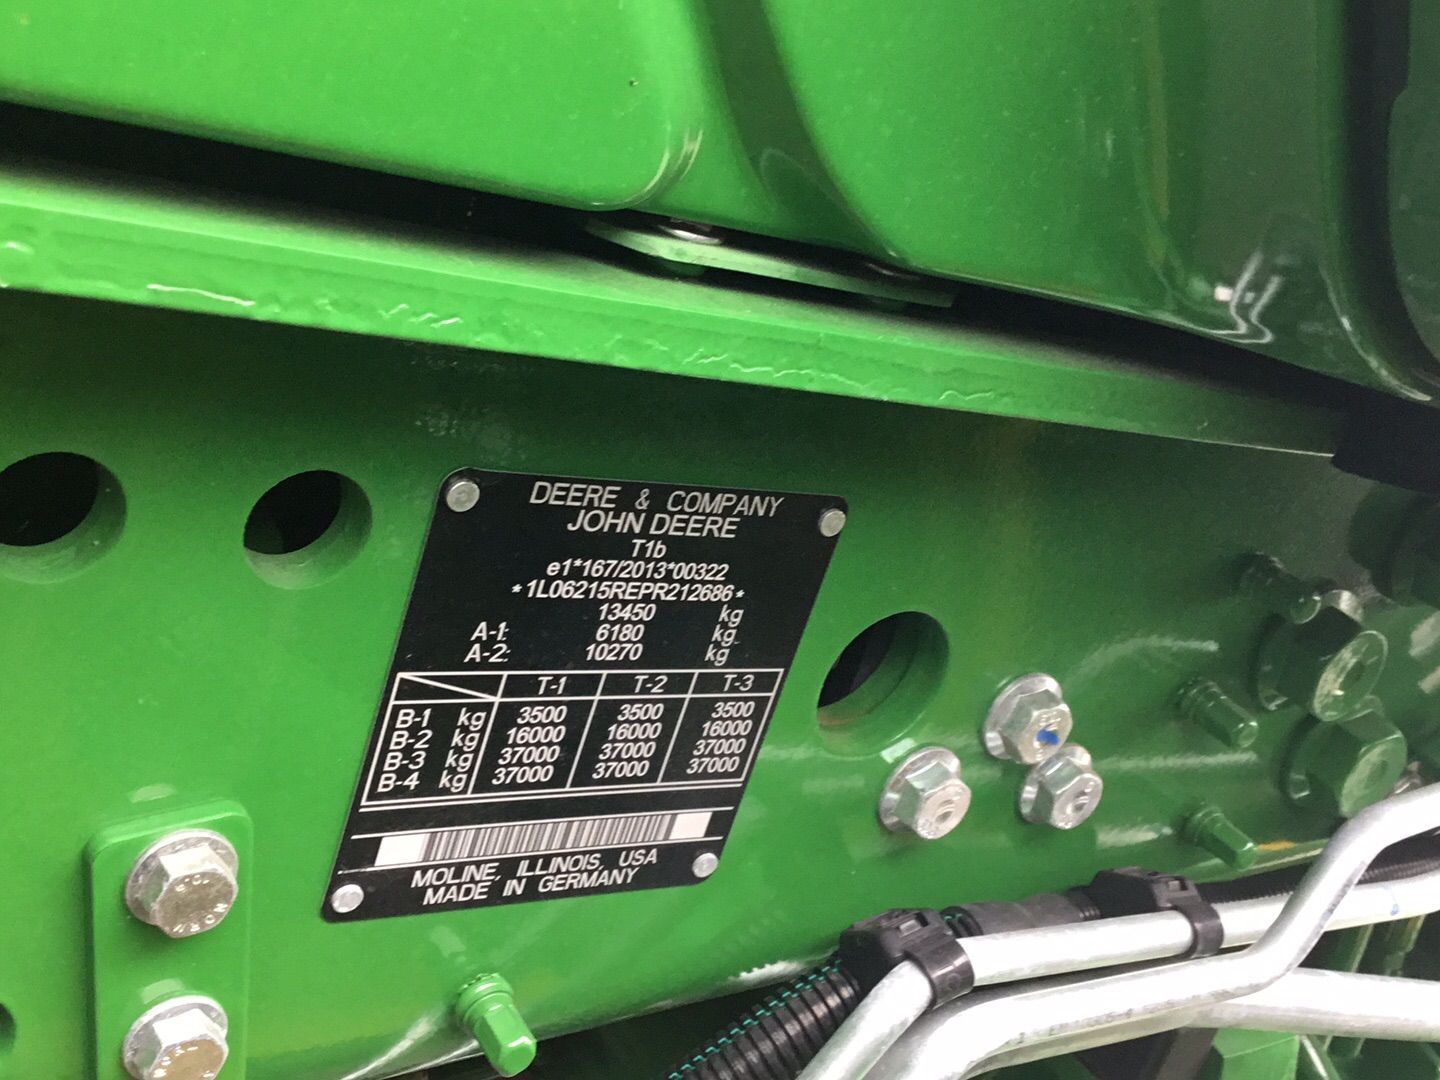 DEERE & COMPANY
JOHN DEERE
T1b
e1*167/2013*00322
*1L06215REPR212686*
13450 kg
A-1: 6180 kg
A-2: 10270 kg
T-1 T-2 T-3
B-1 kg 3500 3500 3500
B-2 kg 16000 16000 16000
B-3 kg 37000 37000 37000
B-4 kg 37000 37000 37000
MOLINE, ILLINOIS, USA
MADE IN GERMANY